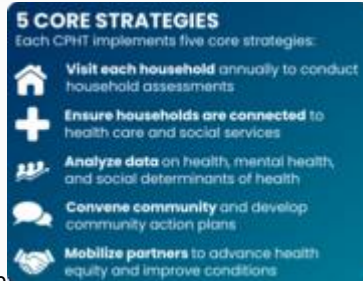 5 CORE STRATEGIES
Each CPHT implements five core strategies:
Visit each household annually to conduct
household assessments
Ensure households are connected to
health care and social services
Analyze data on health, mental health,
and social determinants of health
Convene community and develop
community action plans
Mobilize partners to advance health
equity and improve conditions